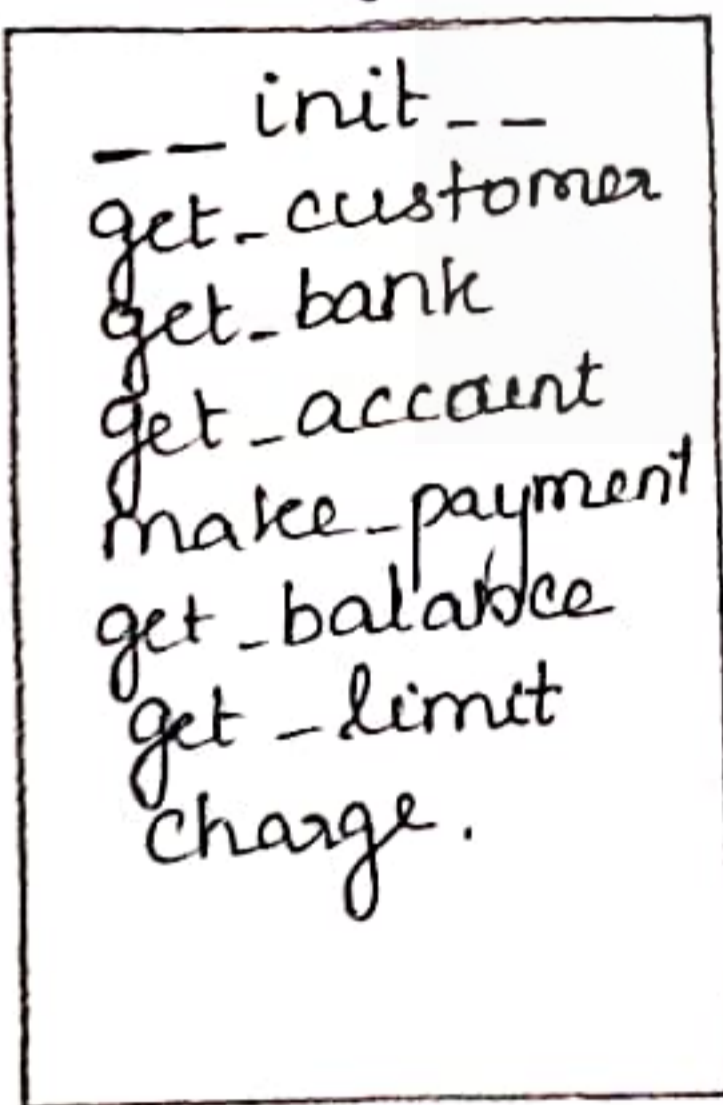 __init__
get_customer
get_bank
get_account
make_payment
get_balance
get_limit
charge.